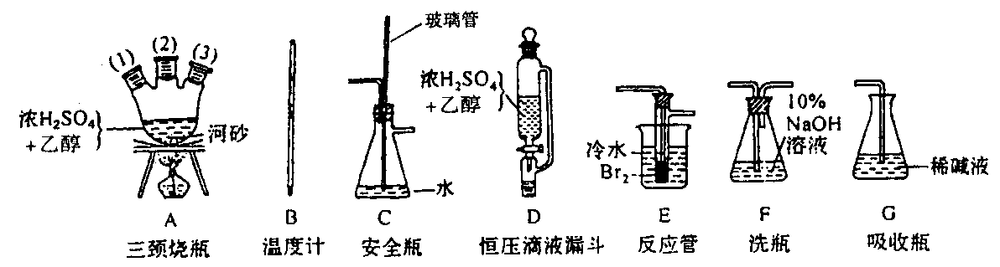 (1)
(2)
(3)
浓H₂SO₄
+乙醇
河砂
A
三颈烧瓶
B
温度计
玻璃管
水
C
安全瓶
浓H₂SO₄
+乙醇
D
恒压滴液漏斗
冷水
Br₂
E
反应管
10%
NaOH
溶液
F
洗瓶
稀碱液
G
吸收瓶